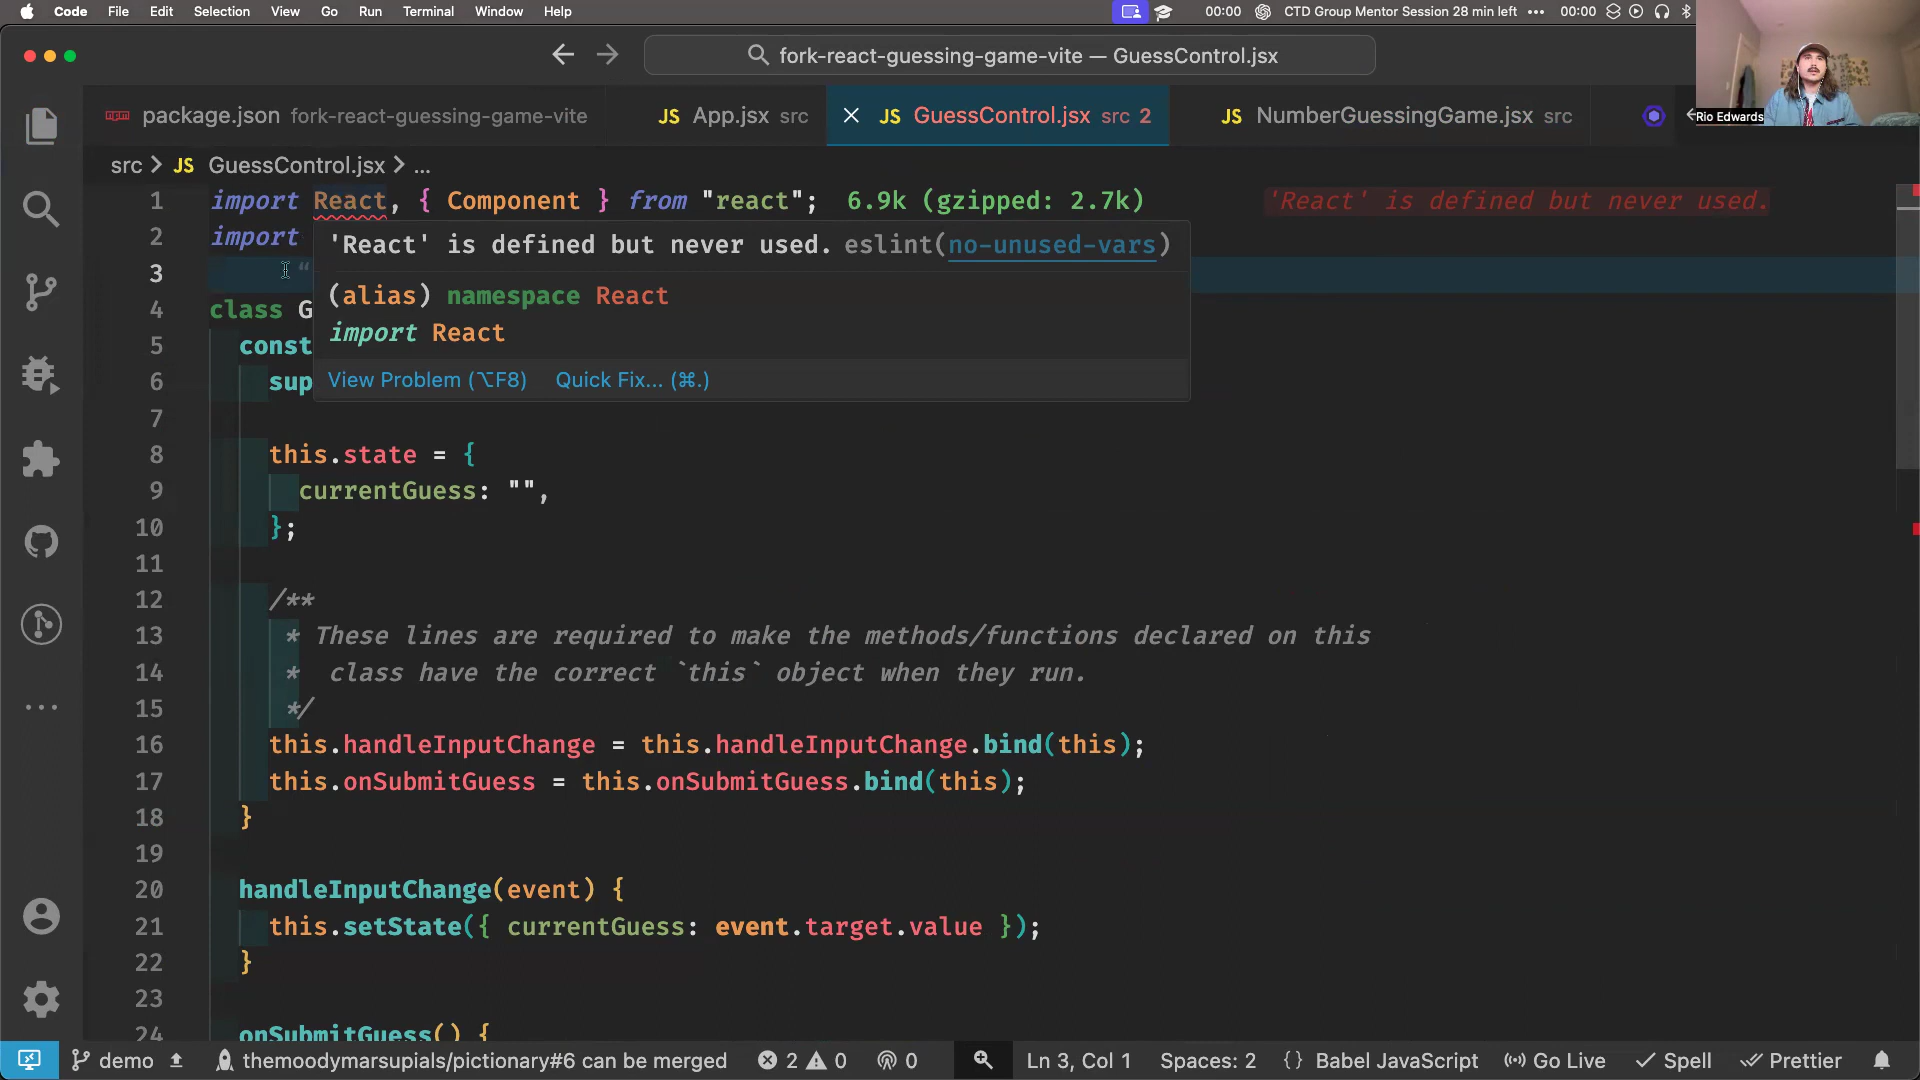 Code File Edit Selection View Go Run Terminal Window Help 00:00 CTD Group Mentor Session 28 min left ••• 00:00
fork-react-guessing-game-vite — GuessControl.jsx
package.json fork-react-guessing-game-vite JS App.jsx src JS GuessControl.jsx src 2 JS NumberGuessingGame.jsx src
Rio Edwards
src > JS GuessControl.jsx > ...
1 import React, { Component } from "react"; 6.9k (gzipped: 2.7k) 'React' is defined but never used.
2 import
'React' is defined but never used. eslint(no-unused-vars)
3 "
(alias) namespace React
4 class G
import React
5 const
6 sup
View Problem (⌥F8) Quick Fix... (⌘.)
7
8 this.state = {
9 currentGuess: "",
10 };
11
12 /**
13 * These lines are required to make the methods/functions declared on this
14 * class have the correct `this` object when they run.
15 */
16 this.handleInputChange = this.handleInputChange.bind(this);
17 this.onSubmitGuess = this.onSubmitGuess.bind(this);
18 }
19
20 handleInputChange(event) {
21 this.setState({ currentGuess: event.target.value });
22 }
23
24 onSubmitGuess() {
demo themoodymarsupials/pictionary#6 can be merged 2 0 0 Ln 3, Col 1 Spaces: 2 {} Babel JavaScript Go Live Spell Prettier